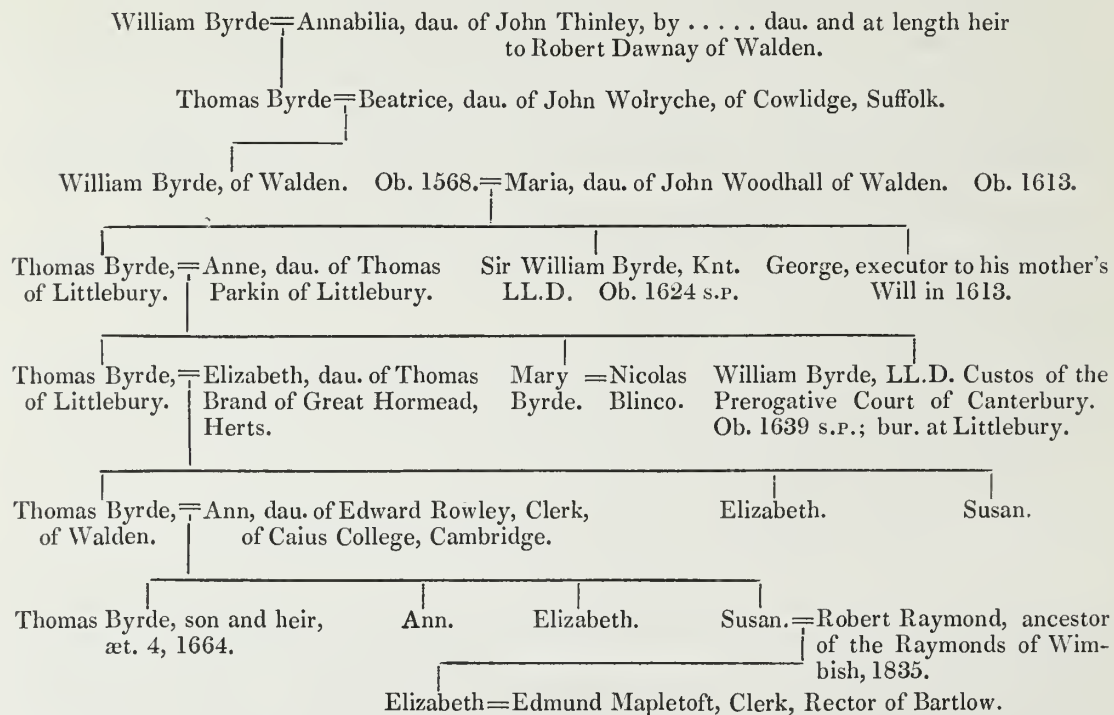 William Byrde=Annabilia, dau. of John Thinley, by . . . . . dau. and at length heir
to Robert Dawnay of Walden.
Thomas Byrde=Beatrice, dau. of John Wolryche, of Cowlidge, Suffolk.
William Byrde, of Walden. Ob. 1568.=Maria, dau. of John Woodhall of Walden. Ob. 1613.
Thomas Byrde,=Anne, dau. of Thomas
of Littlebury. Parkin of Littlebury.
Sir William Byrde, Knt.
LL.D. Ob. 1624 S.P.
George, executor to his mother's
Will in 1613.
Thomas Byrde,=Elizabeth, dau. of Thomas
of Littlebury. Brand of Great Hormead,
Herts.
Mary =Nicolas
Byrde. Blinco.
William Byrde, LL.D. Custos of the
Prerogative Court of Canterbury.
Ob. 1639 S.P.; bur. at Littlebury.
Thomas Byrde,=Ann, dau. of Edward Rowley, Clerk,
of Walden. of Caius College, Cambridge.
Elizabeth.
Susan.
Thomas Byrde, son and heir,
æt. 4, 1664.
Ann.
Elizabeth.
Susan.=Robert Raymond, ancestor
of the Raymonds of Wim-
bish, 1835.
Elizabeth=Edmund Mapletoft, Clerk, Rector of Bartlow.